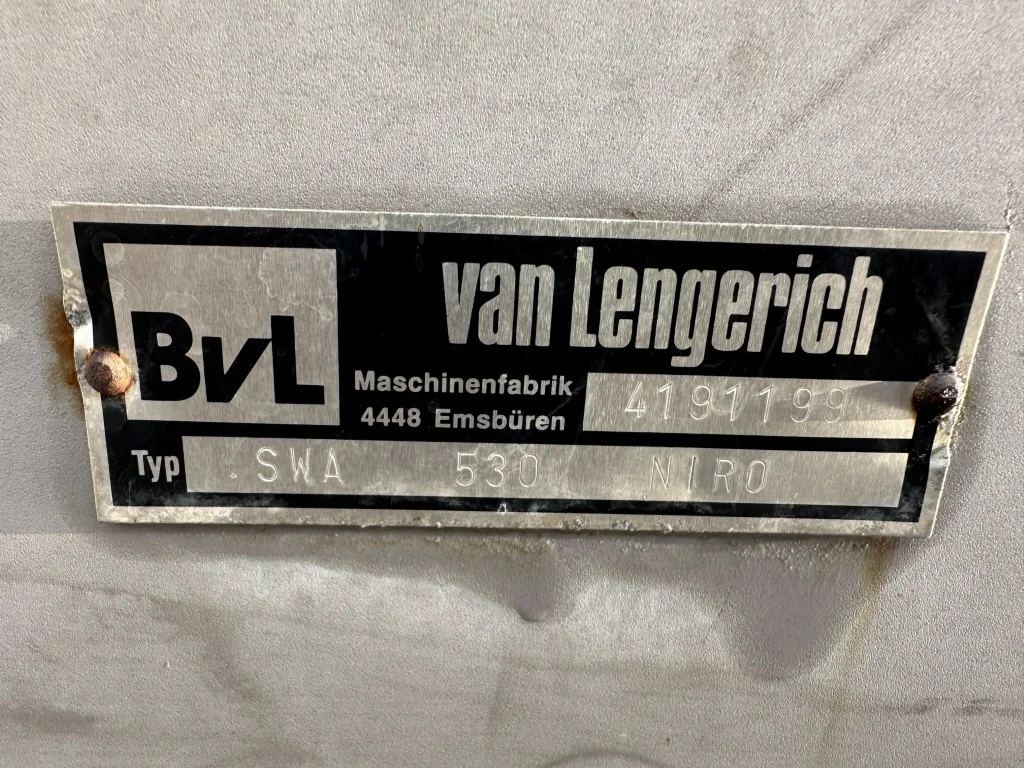 BvL
van Lengerich
Maschinenfabrik
4448 Emsbüren
4191199
Typ .SWA 530 NIRO